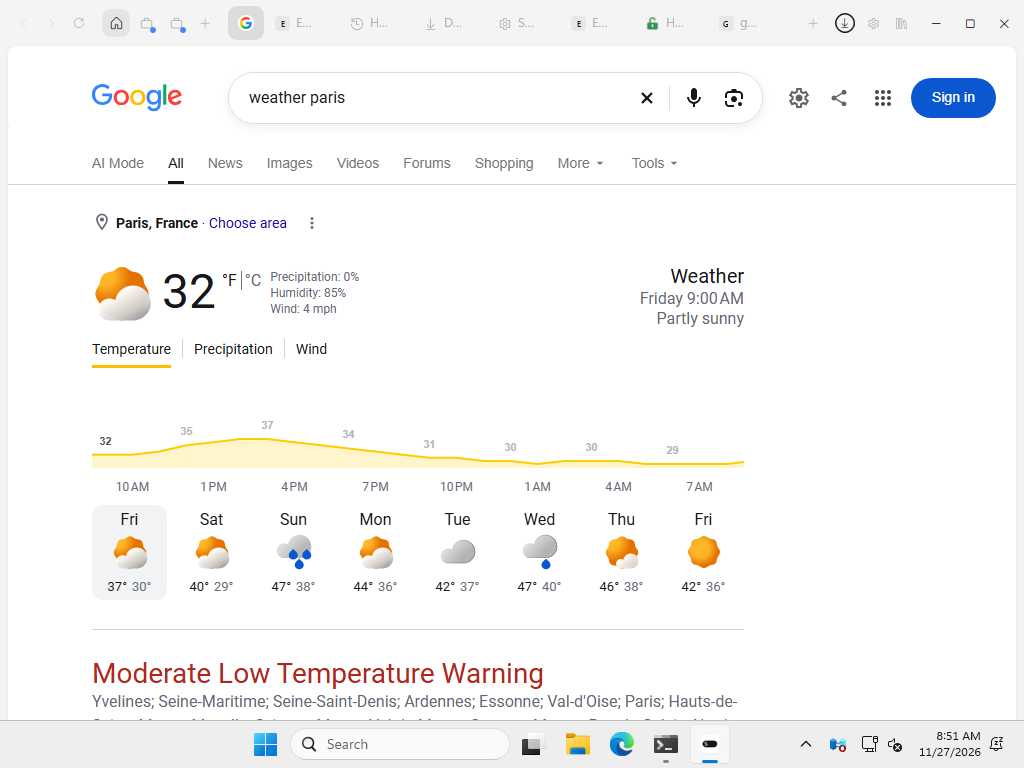 E...
H...
D...
S...
E...
H...
G
g...
Google
weather paris
Sign in
AI Mode
All
News
Images
Videos
Forums
Shopping
More
Tools
Paris, France · Choose area
32 °F | °C
Precipitation: 0%
Humidity: 85%
Wind: 4 mph
Weather
Friday 9:00 AM
Partly sunny
Temperature
Precipitation
Wind
32 35 37 34 31 30 30 29
10 AM 1 PM 4 PM 7 PM 10 PM 1 AM 4 AM 7 AM
Fri Sat Sun Mon Tue Wed Thu Fri
37° 30° 40° 29° 47° 38° 44° 36° 42° 37° 47° 40° 46° 38° 42° 36°
Moderate Low Temperature Warning
Yvelines; Seine-Maritime; Seine-Saint-Denis; Ardennes; Essonne; Val-d'Oise; Paris; Hauts-de-
Search
8:51 AM
11/27/2026